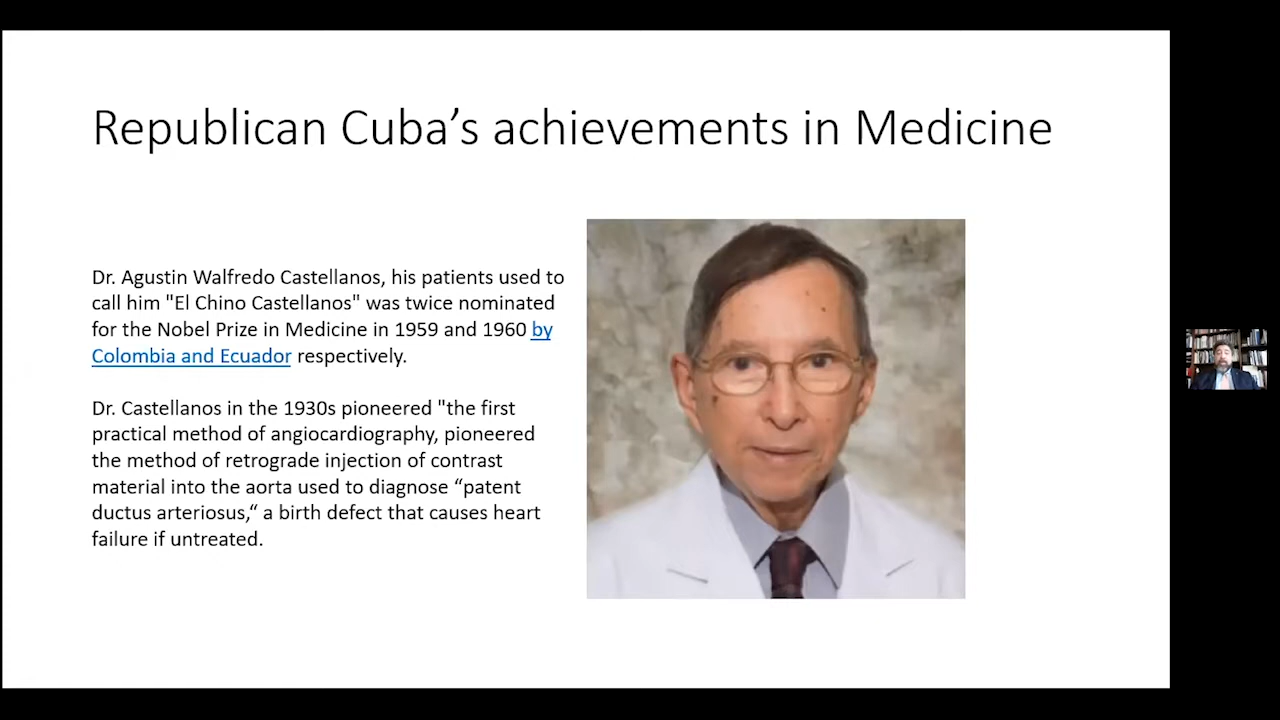 Republican Cuba’s achievements in Medicine
Dr. Agustin Walfredo Castellanos, his patients used to
call him "El Chino Castellanos" was twice nominated
for the Nobel Prize in Medicine in 1959 and 1960 by
Colombia and Ecuador respectively.
Dr. Castellanos in the 1930s pioneered "the first
practical method of angiocardiography, pioneered
the method of retrograde injection of contrast
material into the aorta used to diagnose “patent
ductus arteriosus,“ a birth defect that causes heart
failure if untreated.